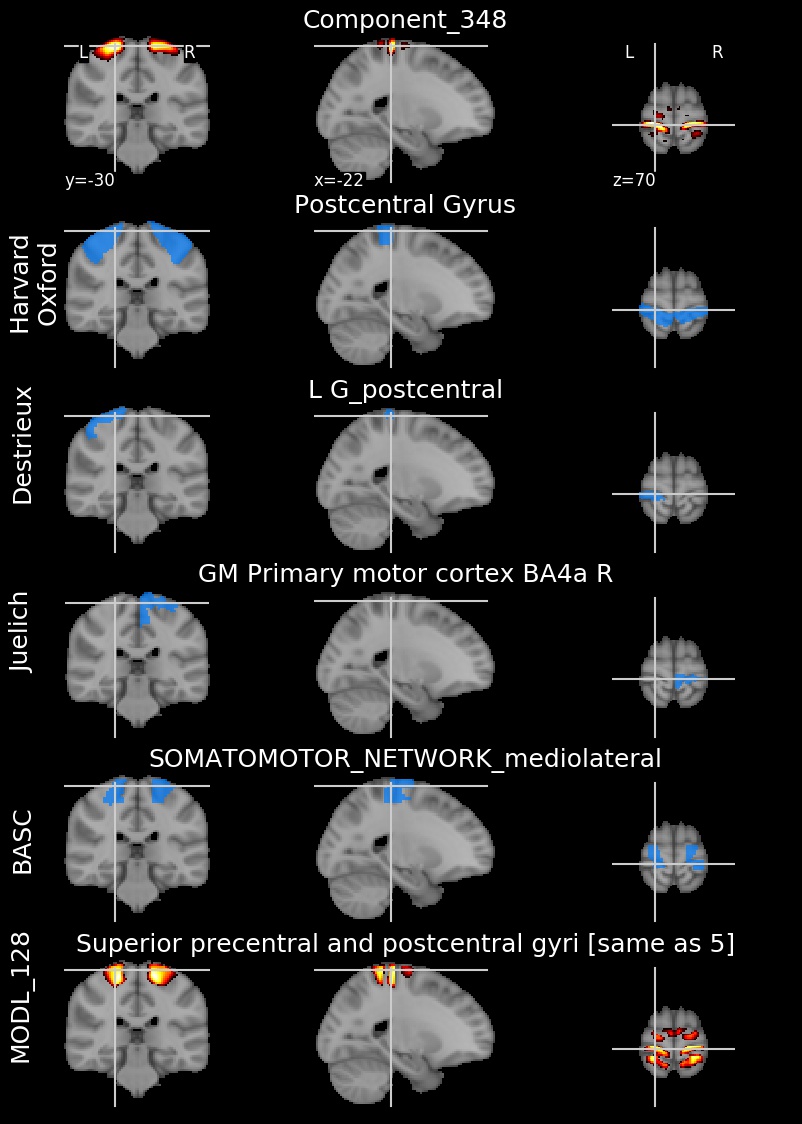 Component_348
L R
L R
y=-30
x=-22
z=70
Postcentral Gyrus
Harvard
Oxford
L G_postcentral
Destrieux
GM Primary motor cortex BA4a R
Juelich
SOMATOMOTOR_NETWORK_mediolateral
BASC
Superior precentral and postcentral gyri [same as 5]
MODL_128